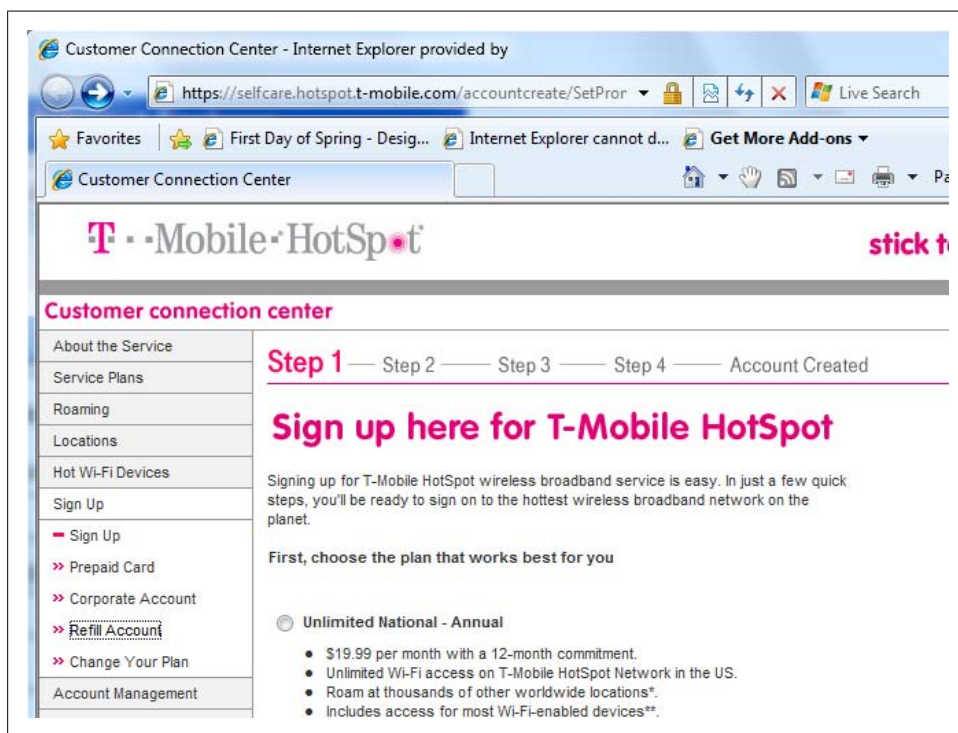 Customer Connection Center - Internet Explorer provided by
https://selfcare.hotspot.t-mobile.com/accountcreate/SetPror
Live Search
Favorites
First Day of Spring - Desig...
Internet Explorer cannot d...
Get More Add-ons
Customer Connection Center
Pa
T · · Mobile · HotSpot
stick t
Customer connection center
About the Service
Service Plans
Roaming
Locations
Hot Wi-Fi Devices
Sign Up
Sign Up
» Prepaid Card
» Corporate Account
» Refill Account
» Change Your Plan
Account Management
Step 1 — Step 2 — Step 3 — Step 4 — Account Created
Sign up here for T-Mobile HotSpot
Signing up for T-Mobile HotSpot wireless broadband service is easy. In just a few quick
steps, you'll be ready to sign on to the hottest wireless broadband network on the
planet.
First, choose the plan that works best for you
Unlimited National - Annual
• $19.99 per month with a 12-month commitment.
• Unlimited Wi-Fi access on T-Mobile HotSpot Network in the US.
• Roam at thousands of other worldwide locations*.
• Includes access for most Wi-Fi-enabled devices**.